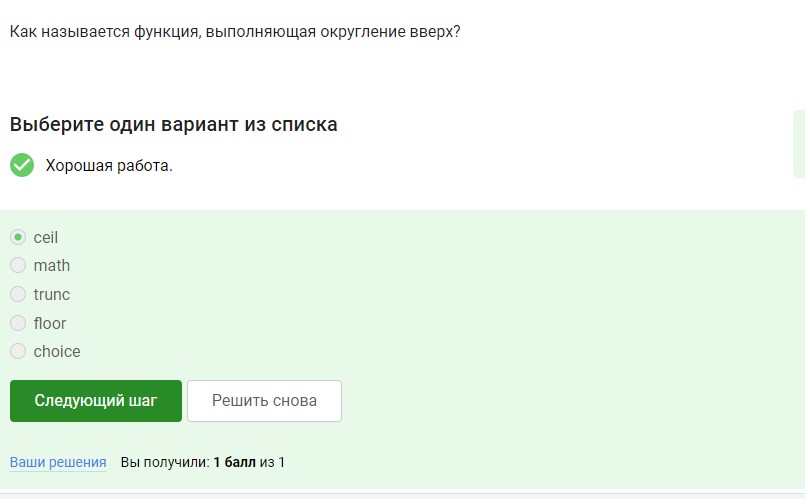 Как называется функция, выполняющая округление вверх?
Выберите один вариант из списка
Хорошая работа.
ceil
math
trunc
floor
choice
Следующий шаг Решить снова
Ваши решения Вы получили: 1 балл из 1